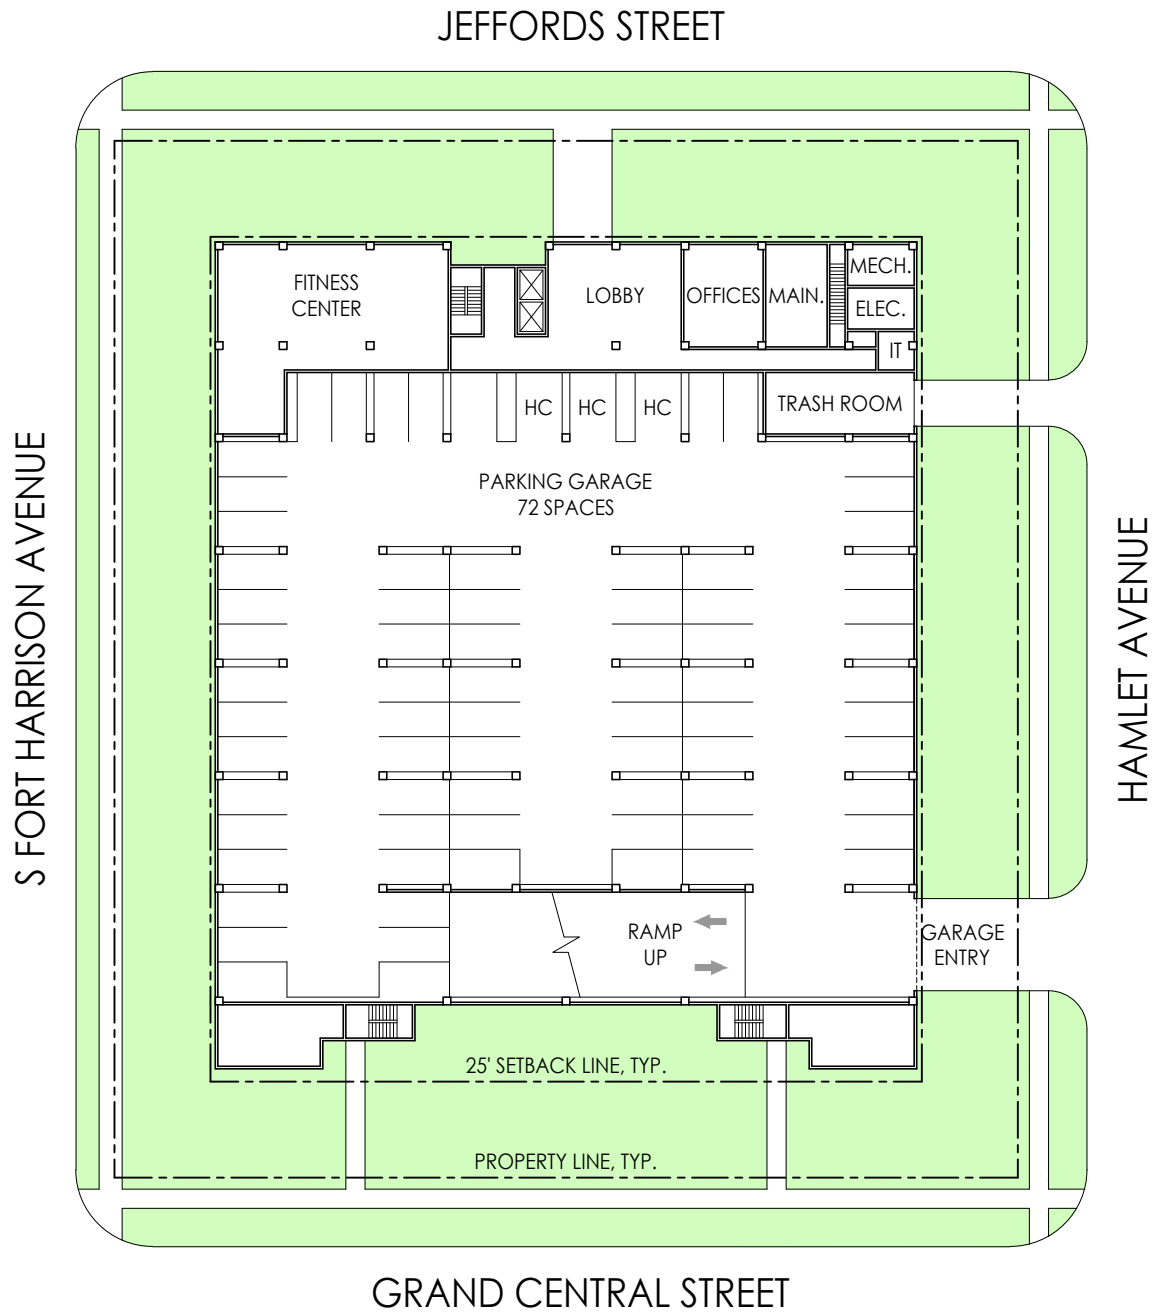 JEFFORDS STREET
FITNESS
CENTER
LOBBY
OFFICES
MAIN.
MECH.
ELEC.
IT
TRASH ROOM
HC
HC
HC
PARKING GARAGE
72 SPACES
S FORT HARRISON AVENUE
HAMLET AVENUE
RAMP
UP
GARAGE
ENTRY
25' SETBACK LINE, TYP.
PROPERTY LINE, TYP.
GRAND CENTRAL STREET